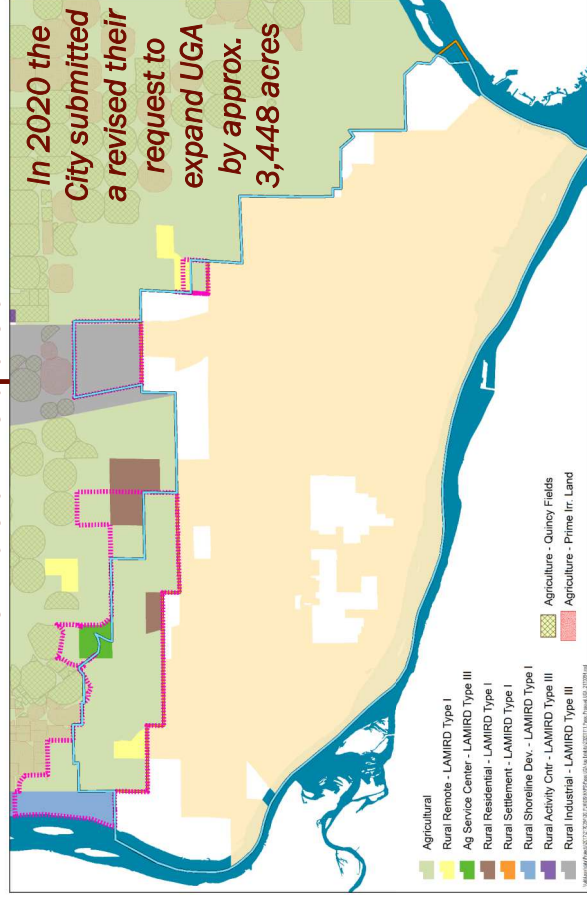 In 2020 the
City submitted
a revised their
request to
expand UGA
by approx.
3,448 acres
Agricultural
Rural Remote - LAMIRD Type I
Ag Service Center - LAMIRD Type III
Rural Residential - LAMIRD Type I
Rural Settlement - LAMIRD Type I
Rural Shoreline Dev. - LAMIRD Type I
Rural Activity Cntr - LAMIRD Type III
Rural Industrial - LAMIRD Type III
Agriculture - Quincy Fields
Agriculture - Prime Irr. Land